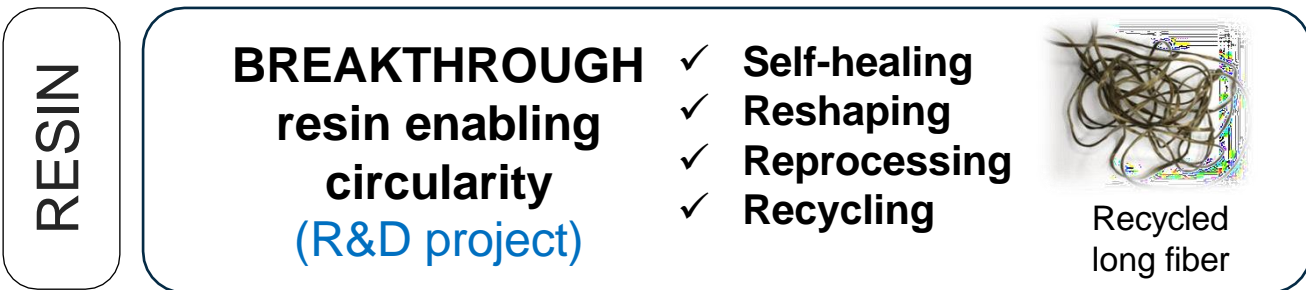 RESIN
BREAKTHROUGH
resin enabling
circularity
(R&D project)
✓ Self-healing
✓ Reshaping
✓ Reprocessing
✓ Recycling
Recycled
long fiber